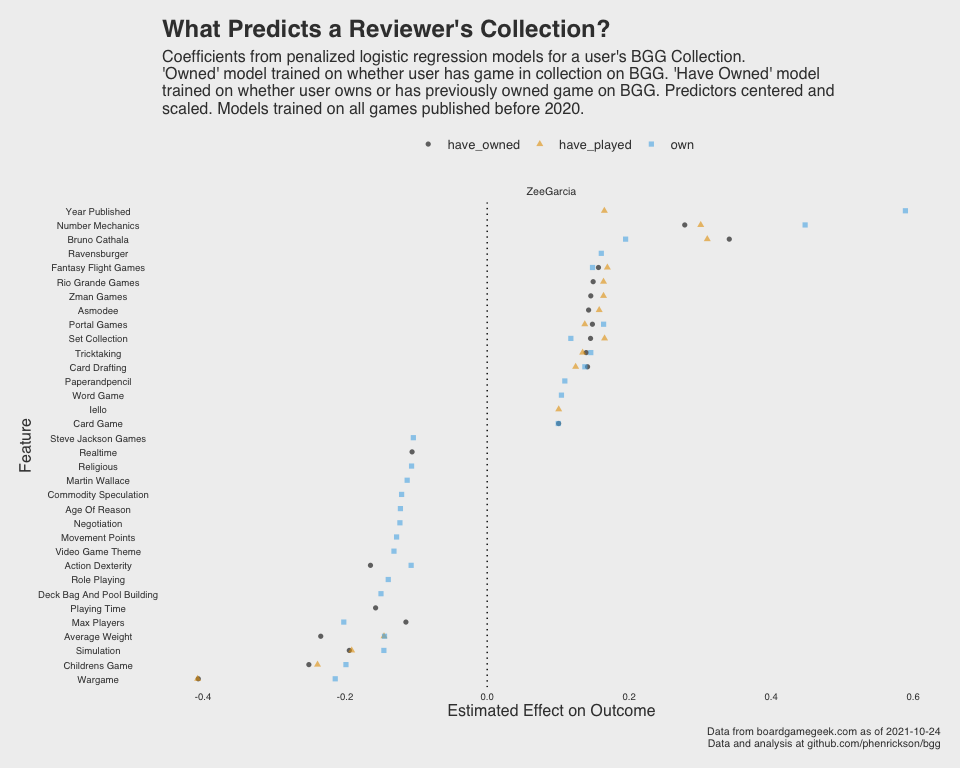 What Predicts a Reviewer's Collection?
Coefficients from penalized logistic regression models for a user's BGG Collection.
'Owned' model trained on whether user has game in collection on BGG. 'Have Owned' model
trained on whether user owns or has previously owned game on BGG. Predictors centered and
scaled. Models trained on all games published before 2020.
have_owned have_played own
ZeeGarcia
Year Published
Number Mechanics
Bruno Cathala
Ravensburger
Fantasy Flight Games
Rio Grande Games
Zman Games
Asmodee
Portal Games
Set Collection
Tricktaking
Card Drafting
Paperandpencil
Word Game
Iello
Card Game
Steve Jackson Games
Realtime
Religious
Martin Wallace
Commodity Speculation
Age Of Reason
Negotiation
Movement Points
Video Game Theme
Action Dexterity
Role Playing
Deck Bag And Pool Building
Playing Time
Max Players
Average Weight
Simulation
Childrens Game
Wargame
Feature
-0.4 -0.2 0.0 0.2 0.4 0.6
Estimated Effect on Outcome
Data from boardgamegeek.com as of 2021-10-24
Data and analysis at github.com/phenrickson/bgg